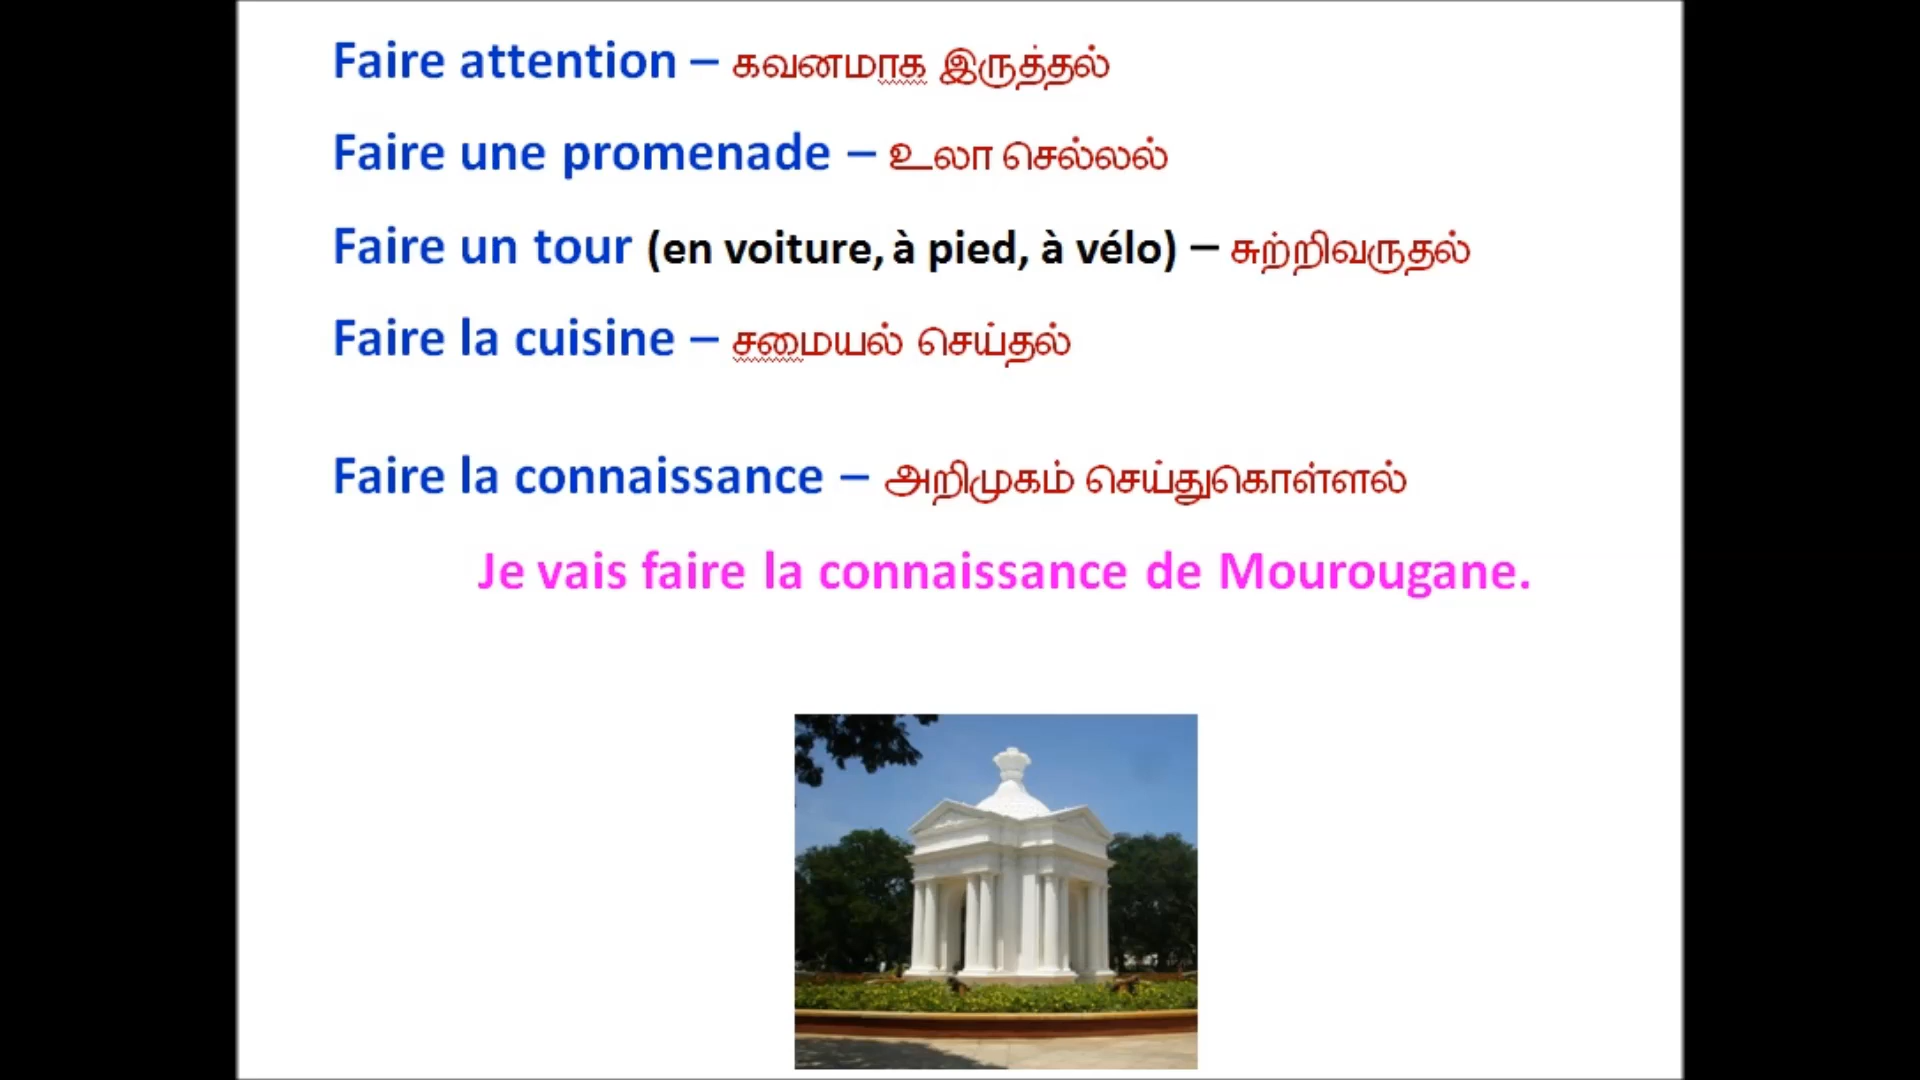 Faire attention – கவனமாக இருத்தல்
Faire une promenade – உலா செல்லல்
Faire un tour (en voiture, à pied, à vélo) – சுற்றிவருதல்
Faire la cuisine – சமையல் செய்தல்
Faire la connaissance – அறிமுகம் செய்துகொள்ளல்
Je vais faire la connaissance de Mourougane.